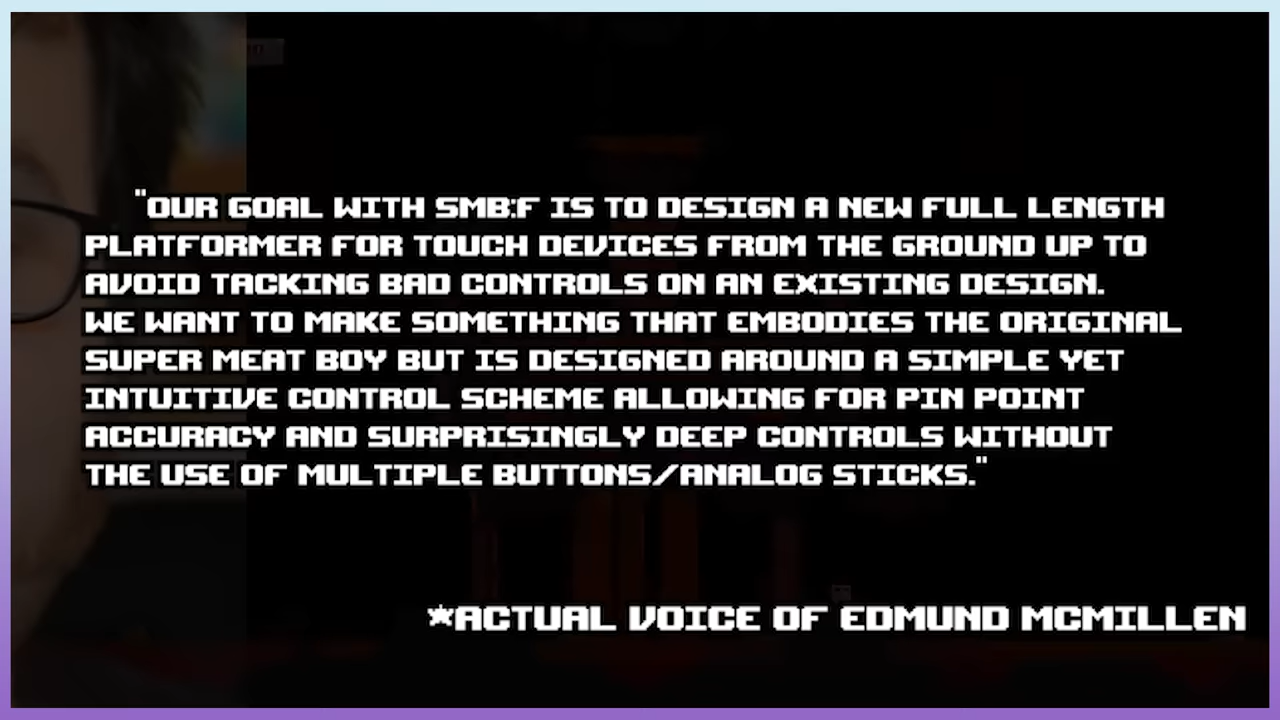 "OUR GOAL WITH SMB:F IS TO DESIGN A NEW FULL LENGTH
PLATFORMER FOR TOUCH DEVICES FROM THE GROUND UP TO
AVOID TACKING BAD CONTROLS ON AN EXISTING DESIGN.
WE WANT TO MAKE SOMETHING THAT EMBODIES THE ORIGINAL
SUPER MEAT BOY BUT IS DESIGNED AROUND A SIMPLE YET
INTUITIVE CONTROL SCHEME ALLOWING FOR PIN POINT
ACCURACY AND SURPRISINGLY DEEP CONTROLS WITHOUT
THE USE OF MULTIPLE BUTTONS/ANALOG STICKS."
*ACTUAL VOICE OF EDMUND MCMILLEN